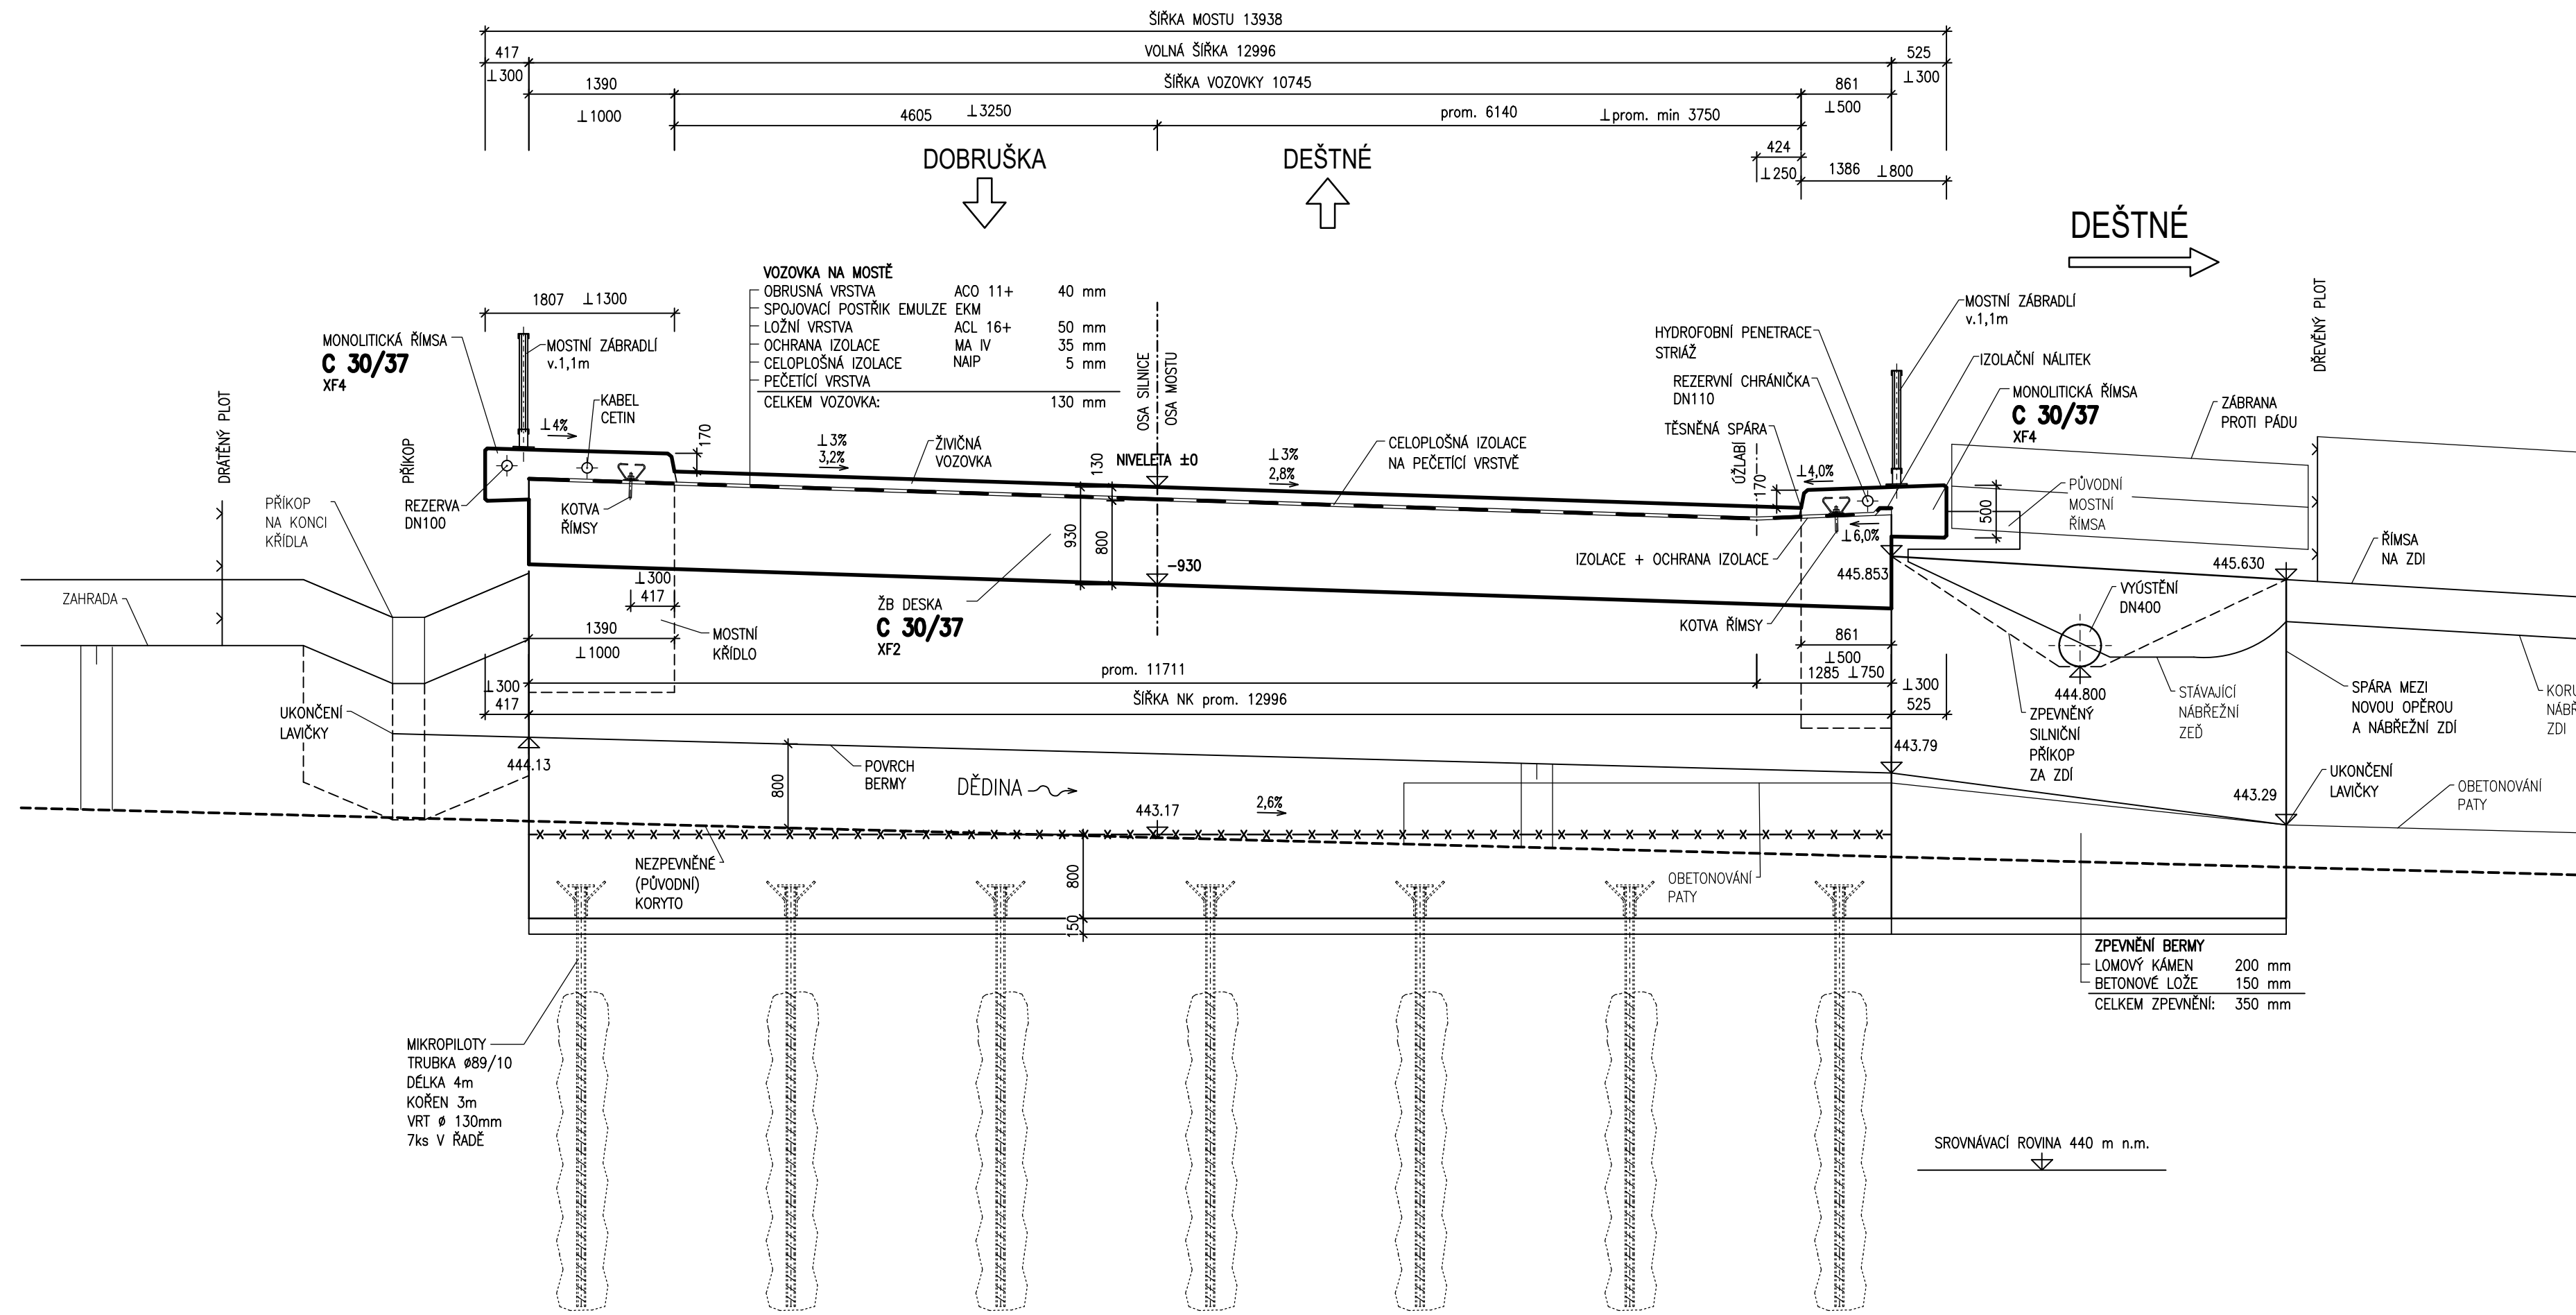 ŠÍŘKA MOSTU 13938
417
VOLNÁ ŠÍŘKA 12996
525
⊥300
1390
ŠÍŘKA VOZOVKY 10745
861
⊥300
⊥1000
4605
⊥3250
prom. 6140
⊥prom. min 3750
⊥500
424
⊥250
1386 ⊥800
DOBRUŠKA
DEŠTNÉ
DEŠTNÉ
VOZOVKA NA MOSTĚ
OBRUSNÁ VRSTVA ACO 11+ 40 mm
SPOJOVACÍ POSTŘIK EMULZE EKM
LOŽNÍ VRSTVA ACL 16+ 50 mm
OCHRANA IZOLACE MA IV 35 mm
CELOPLOŠNÁ IZOLACE NAIP 5 mm
PEČETÍCÍ VRSTVA
CELKEM VOZOVKA: 130 mm
1807 ⊥1300
MONOLITICKÁ ŘÍMSA
C 30/37
XF4
MOSTNÍ ZÁBRADLÍ
v.1,1m
KABEL
CETIN
⊥4%
170
DRÁTĚNÝ PLOT
PŘÍKOP
PŘÍKOP
NA KONCI
KŘÍDLA
REZERVA
DN100
KOTVA
ŘÍMSY
⊥3%
3,2%
ŽIVIČNÁ
VOZOVKA
OSA SILNICE
OSA MOSTU
130
NIVELETA ±0
⊥3%
2,8%
CELOPLOŠNÁ IZOLACE
NA PEČETÍCÍ VRSTVĚ
HYDROFOBNÍ PENETRACE
STRIÁŽ
REZERVNÍ CHRÁNIČKA
DN110
TĚSNĚNÁ SPÁRA
ÚŽLABÍ
170
⊥4,0%
⊥6,0%
MOSTNÍ ZÁBRADLÍ
v.1,1m
IZOLAČNÍ NÁLITEK
MONOLITICKÁ ŘÍMSA
C 30/37
XF4
ZÁBRANA
PROTI PÁDU
DŘEVĚNÝ PLOT
PŮVODNÍ
MOSTNÍ
ŘÍMSA
500
ŘÍMSA
NA ZDI
930
800
-930
IZOLACE + OCHRANA IZOLACE
445.853
445.630
VYÚSTĚNÍ
DN400
ZAHRADA
⊥300
417
ŽB DESKA
C 30/37
XF2
KOTVA ŘÍMSY
1390
⊥1000
MOSTNÍ
KŘÍDLO
861
⊥500
prom. 11711
1285 ⊥750
⊥300
417
ŠÍŘKA NK prom. 12996
⊥300
525
444.800
ZPEVNĚNÝ
SILNIČNÍ
PŘÍKOP
ZA ZDÍ
STÁVAJÍCÍ
NÁBŘEŽNÍ
ZEĎ
SPÁRA MEZI
NOVOU OPĚROU
A NÁBŘEŽNÍ ZDÍ
KORU
NÁBŘ
ZDI
UKONČENÍ
LAVIČKY
444.13
443.79
800
POVRCH
BERMY
DĚDINA
443.17
2,6%
UKONČENÍ
LAVIČKY
443.29
OBETONOVÁNÍ
PATY
NEZPEVNĚNÉ
(PŮVODNÍ)
KORYTO
800
150
OBETONOVÁNÍ
PATY
ZPEVNĚNÍ BERMY
LOMOVÝ KÁMEN 200 mm
BETONOVÉ LOŽE 150 mm
CELKEM ZPEVNĚNÍ: 350 mm
MIKROPILOTY
TRUBKA ø89/10
DÉLKA 4m
KOŘEN 3m
VRT ø 130mm
7ks V ŘADĚ
SROVNÁVACÍ ROVINA 440 m n.m.